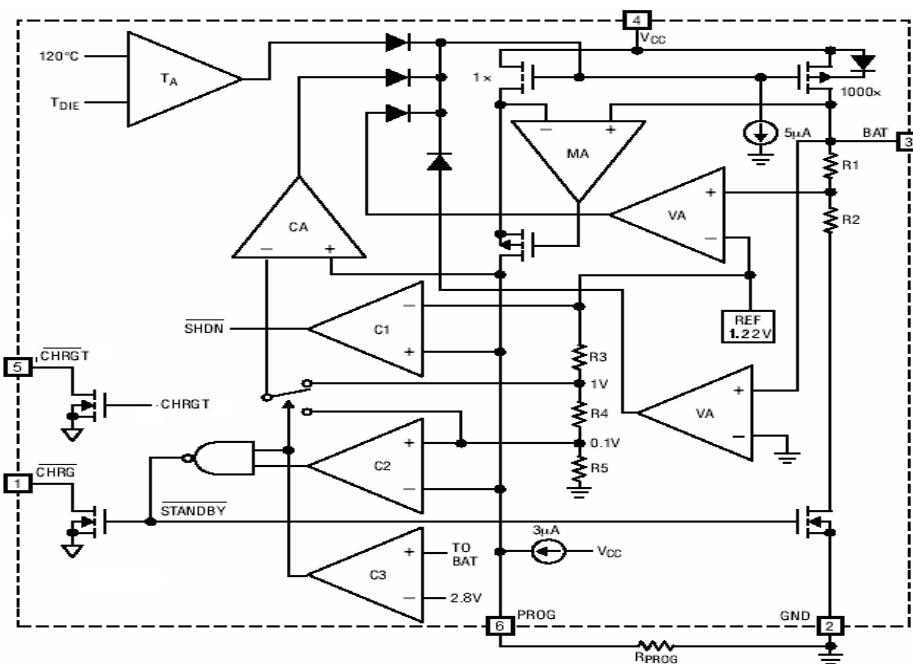 4
VCC
120°C
TA
TDIE
1×
1000×
MA
5µA
BAT
3
R1
VA
R2
CA
REF
1.22V
C1
SHDN
R3
CHRGT
5
CHRGT
1V
R4
VA
0.1V
C2
R5
CHRG
1
STANDBY
3µA
VCC
C3
TO
BAT
2.8V
PROG
6
GND
2
RPROG